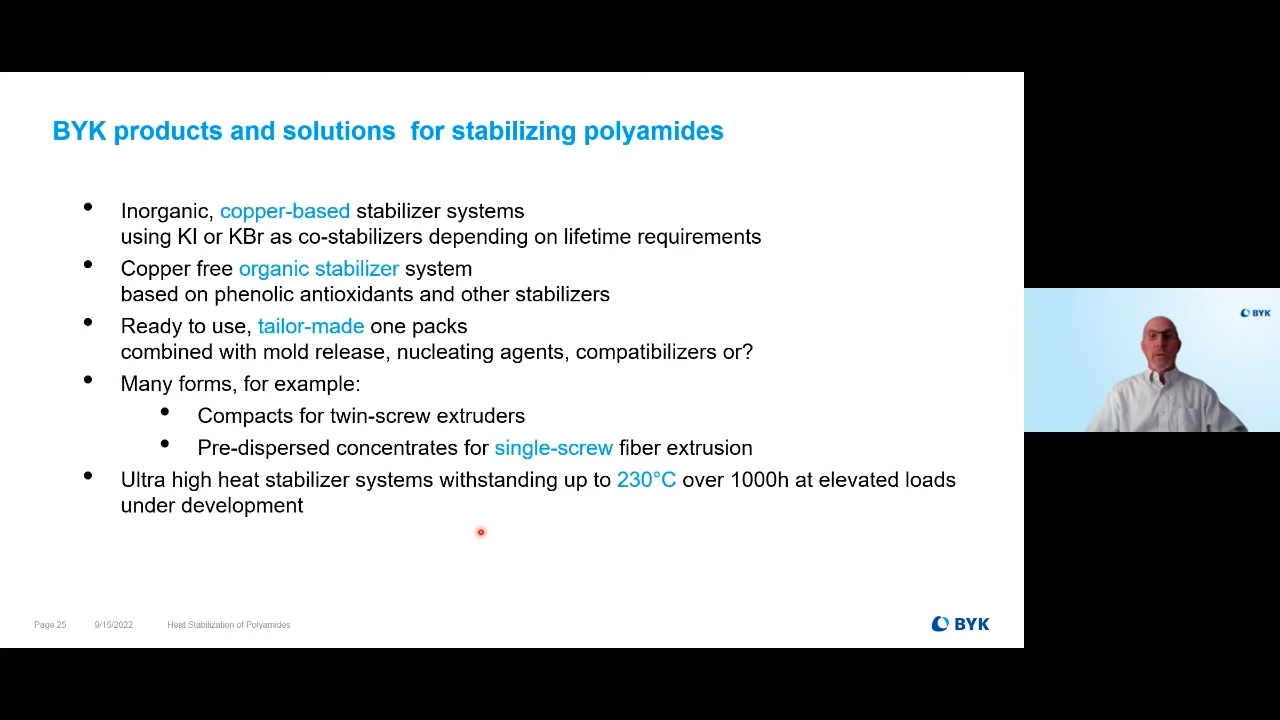 BYK products and solutions for stabilizing polyamides
• Inorganic, copper-based stabilizer systems
using KI or KBr as co-stabilizers depending on lifetime requirements
• Copper free organic stabilizer system
based on phenolic antioxidants and other stabilizers
• Ready to use, tailor-made one packs
combined with mold release, nucleating agents, compatibilizers or?
• Many forms, for example:
• Compacts for twin-screw extruders
• Pre-dispersed concentrates for single-screw fiber extrusion
• Ultra high heat stabilizer systems withstanding up to 230°C over 1000h at elevated loads
under development
Page 25 9/15/2022 Heat Stabilization of Polyamides
BYK
BYK